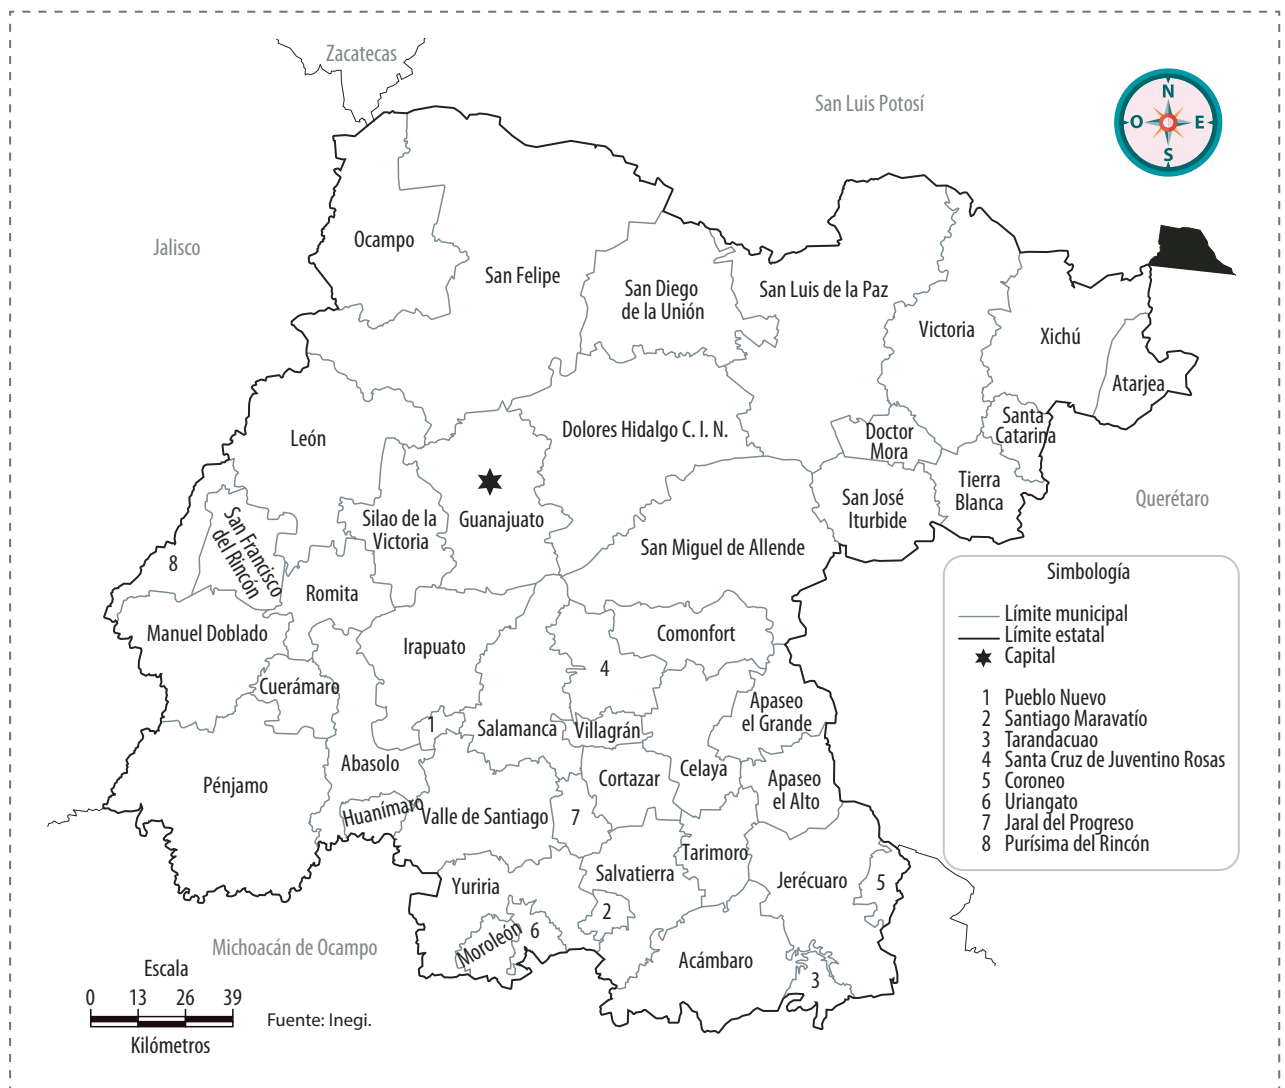 Zacatecas
San Luis Potosí
N
O
E
S
Jalisco
Ocampo
San Felipe
San Diego
de la Unión
San Luis de la Paz
Victoria
Xichú
Atarjea
León
Dolores Hidalgo C. I. N.
Doctor
Mora
Santa
Catarina
Tierra
Blanca
Querétaro
San José
Iturbide
Silao de la
Victoria
Guanajuato
San Francisco
del Rincón
San Miguel de Allende
8
Romita
Manuel Doblado
Irapuato
Comonfort
4
Cuerámaro
Apaseo
el Grande
1
Salamanca
Villagrán
Abasolo
Pénjamo
Cortazar
Celaya
Apaseo
el Alto
Huanímaro
Valle de Santiago
7
Tarimoro
Salvatierra
Yuriria
Jerécuaro
5
2
Moroleón
6
Acámbaro
3
Michoacán de Ocampo
Simbología
Límite municipal
Límite estatal
Capital
1 Pueblo Nuevo
2 Santiago Maravatío
3 Tarandacuao
4 Santa Cruz de Juventino Rosas
5 Coroneo
6 Uriangato
7 Jaral del Progreso
8 Purísima del Rincón
Escala
0 13 26 39
Kilómetros
Fuente: Inegi.